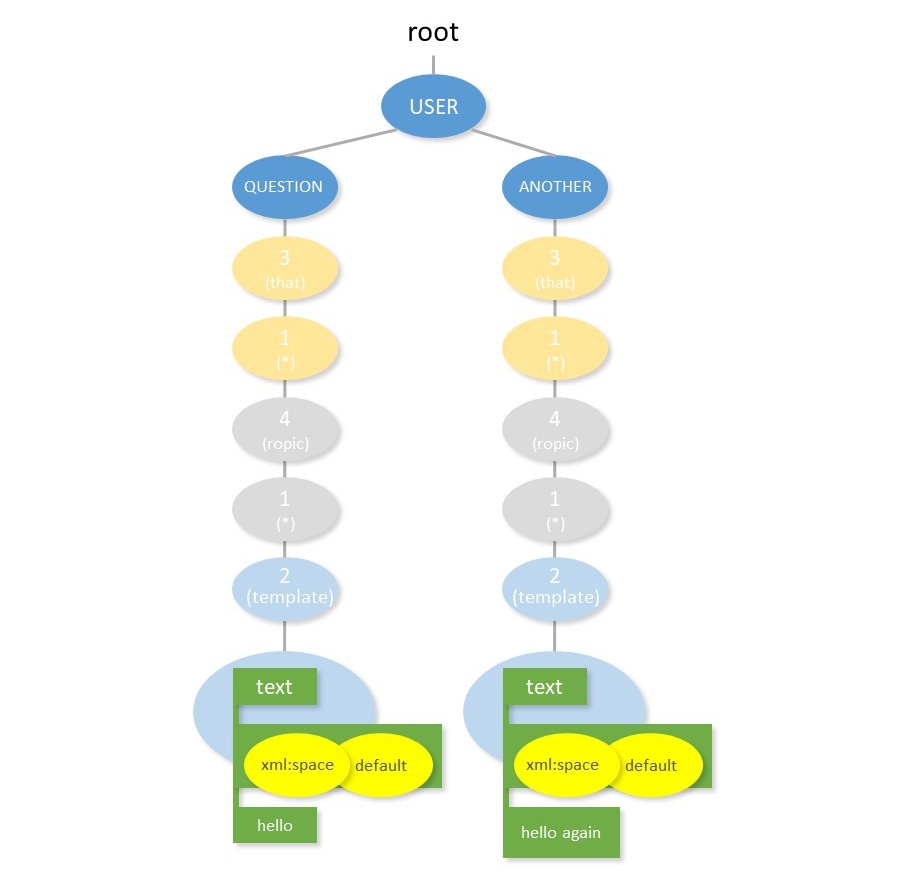 root
USER
QUESTION
ANOTHER
3
(that)
3
(that)
1
(*)
1
(*)
4
(ropic)
4
(ropic)
1
(*)
1
(*)
2
(template)
2
(template)
text
text
xml:space default
xml:space default
hello
hello again